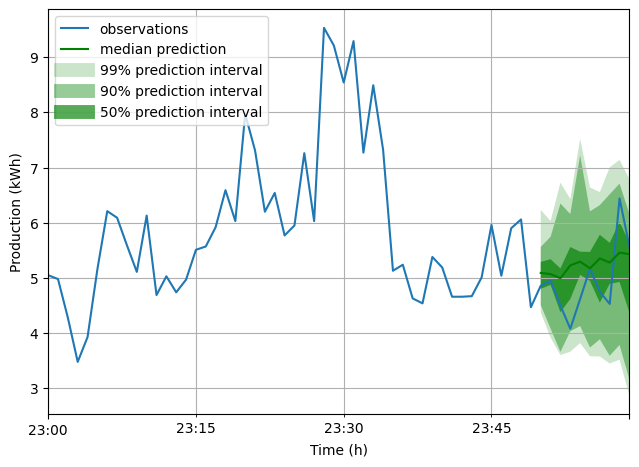 observations
median prediction
99% prediction interval
90% prediction interval
50% prediction interval
Production (kWh)
9
8
7
6
5
4
3
23:00 23:15 23:30 23:45
Time (h)